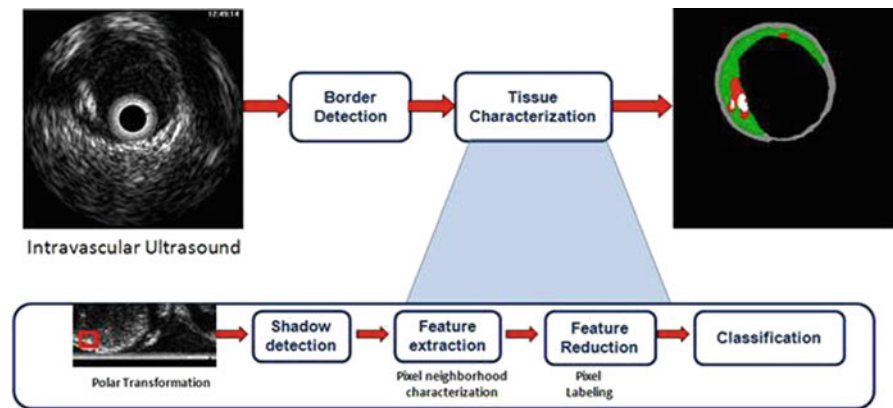 12:49:14
Border
Detection
Tissue
Characterization
Intravascular Ultrasound
Shadow
detection
Feature
extraction
Feature
Reduction
Classification
Polar Transformation
Pixel neighborhood
characterization
Pixel
Labeling